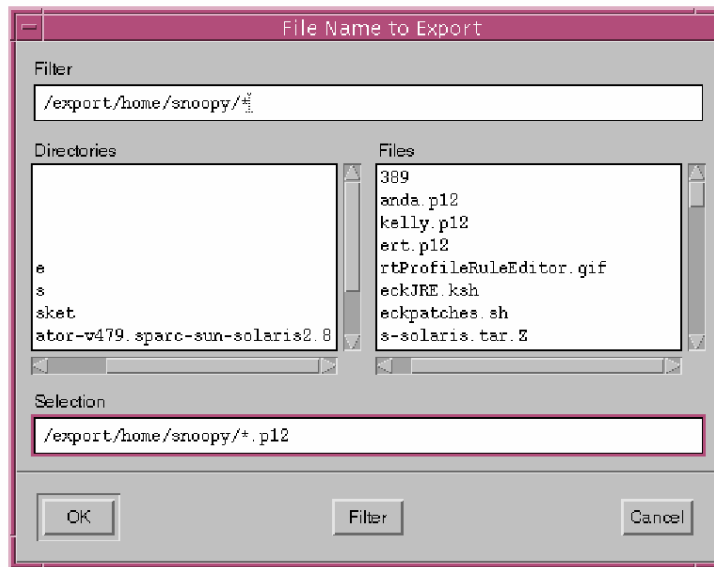 File Name to Export
Filter
/export/home/snoopy/*
Directories
e
s
sket
ator-v479.sparc-sun-solaris2.8
Files
389
anda.p12
kelly.p12
ert.p12
rtProfileRuleEditor.gif
eckJRE.ksh
eckpatches.sh
s-solaris.tar.Z
Selection
/export/home/snoopy/*.p12
OK
Filter
Cancel